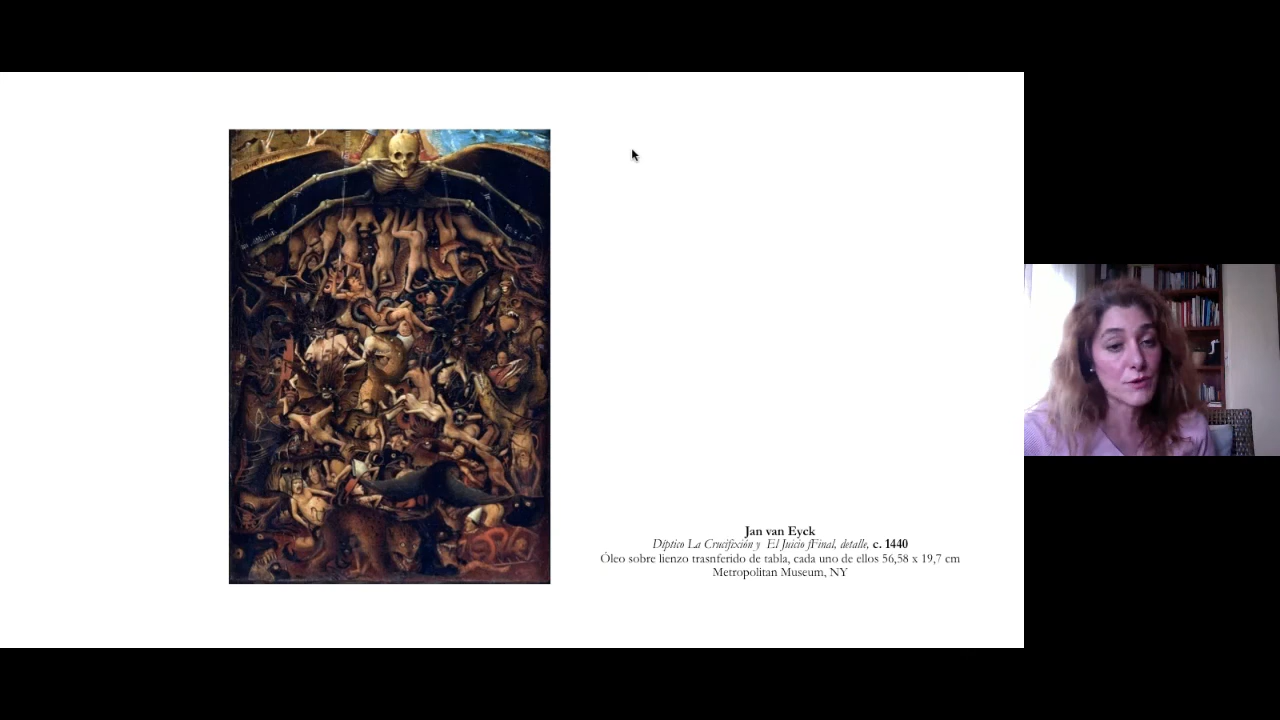 Jan van Eyck
Díptico La Crucifixión y El Juicio fFinal, detalle, c. 1440
Óleo sobre lienzo trasnferido de tabla, cada uno de ellos 56,58 x 19,7 cm
Metropolitan Museum, NY